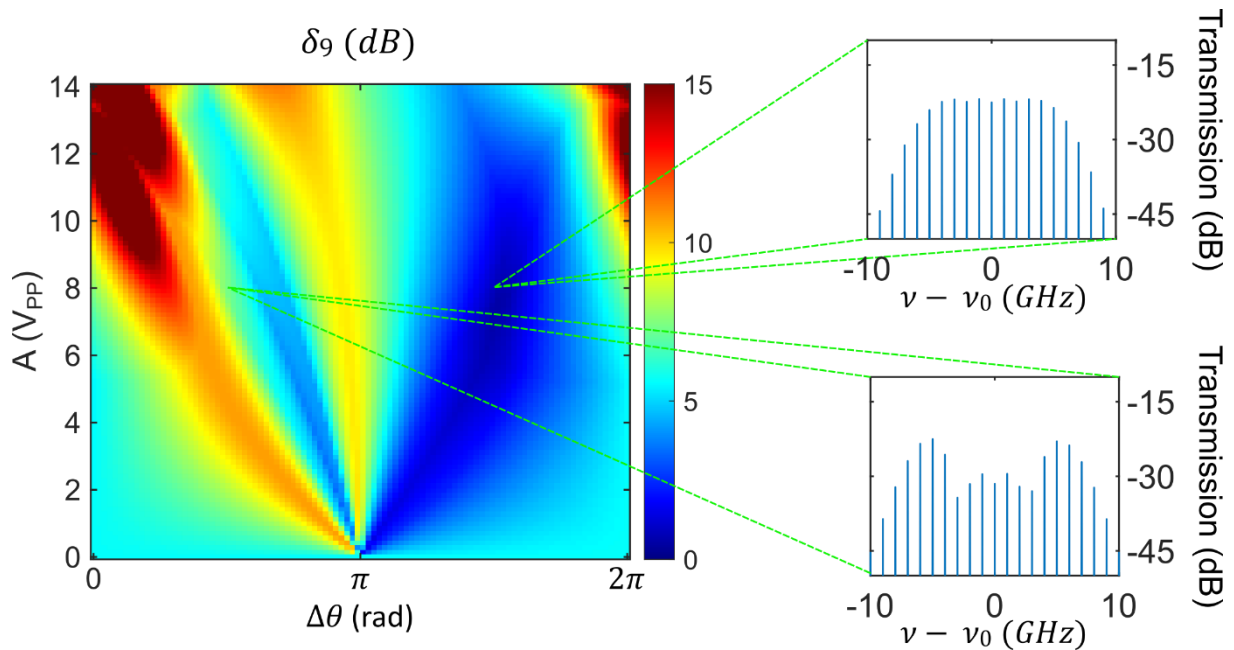 δ₉ (dB)
14
12
10
8
6
4
2
0
A (VPP)
0
π
2π
Δθ (rad)
15
10
5
0
-15
-30
-45
Transmission (dB)
-10
0
10
ν − ν₀ (GHz)
-15
-30
-45
Transmission (dB)
-10
0
10
ν − ν₀ (GHz)